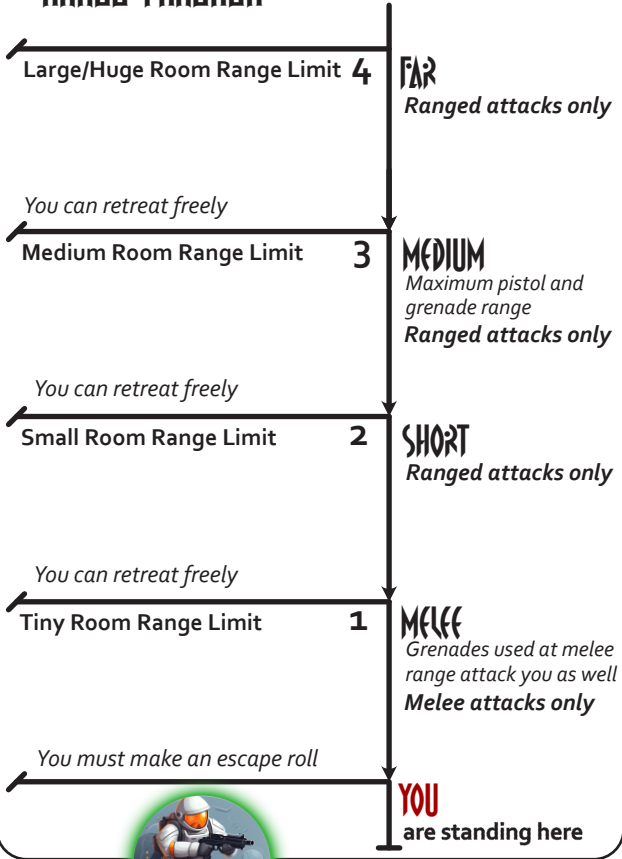 Large/Huge Room Range Limit 4 FAR
Ranged attacks only
You can retreat freely
Medium Room Range Limit 3 MEDIUM
Maximum pistol and
grenade range
Ranged attacks only
You can retreat freely
Small Room Range Limit 2 SHORT
Ranged attacks only
You can retreat freely
Tiny Room Range Limit 1 MELEE
Grenades used at melee
range attack you as well
Melee attacks only
You must make an escape roll
YOU
are standing here